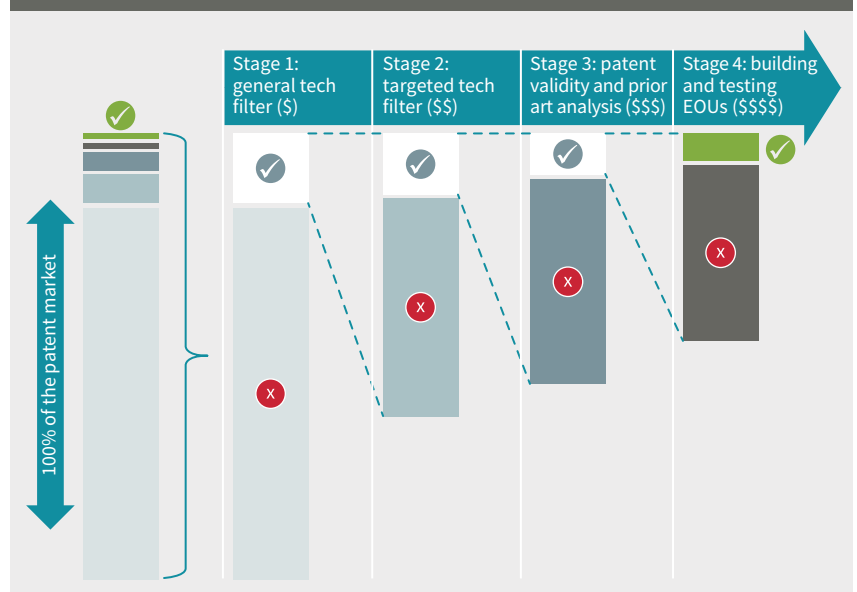 Stage 1:
general tech
filter ($)
Stage 2:
targeted tech
filter ($$)
Stage 3: patent
validity and prior
art analysis ($$$)
Stage 4: building
and testing
EOUs ($$$$)
100% of the patent market
X
X
X
X